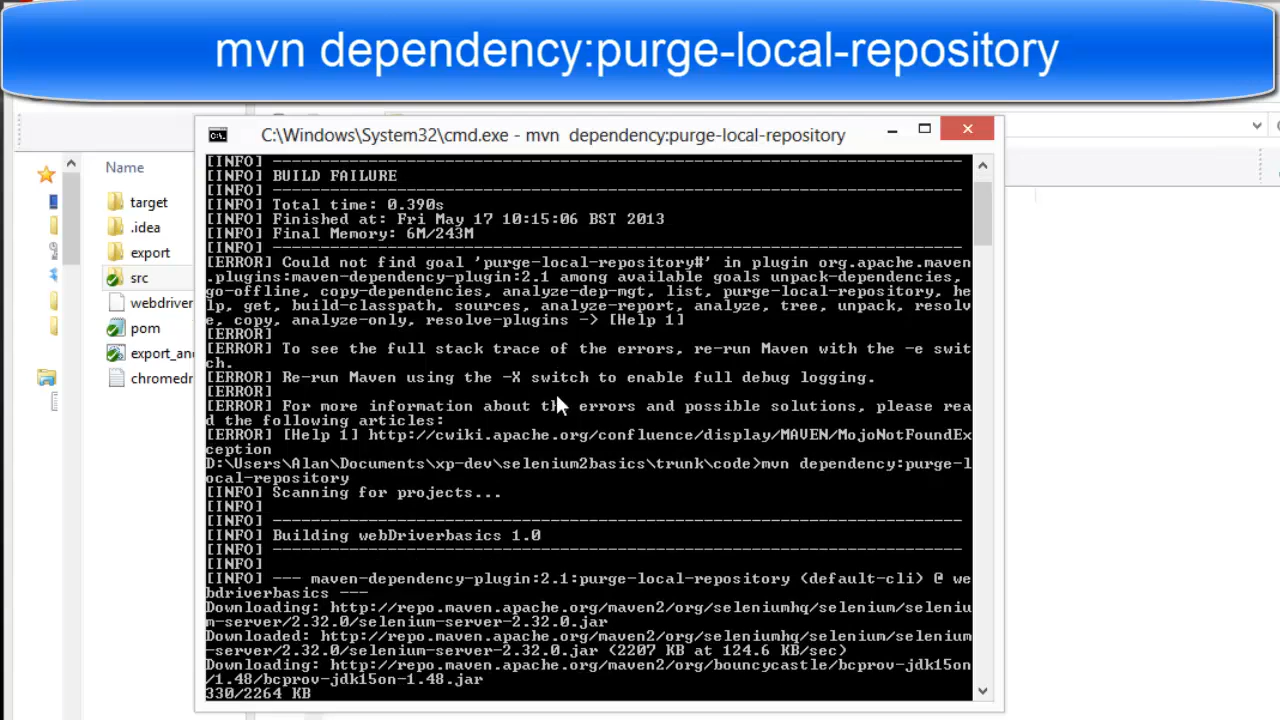 mvn dependency:purge-local-repository
C:\Windows\System32\cmd.exe - mvn  dependency:purge-local-repository
Name
target
.idea
export
src
webdriver
pom
export_and
chromedr
[INFO] ------------------------------------------------------------------------
[INFO] BUILD FAILURE
[INFO] ------------------------------------------------------------------------
[INFO] Total time: 0.390s
[INFO] Finished at: Fri May 17 10:15:06 BST 2013
[INFO] Final Memory: 6M/243M
[INFO] ------------------------------------------------------------------------
[ERROR] Could not find goal 'purge-local-repository#' in plugin org.apache.maven
.plugins:maven-dependency-plugin:2.1 among available goals unpack-dependencies,
go-offline, copy-dependencies, analyze-dep-mgt, list, purge-local-repository, he
lp, get, build-classpath, sources, analyze-report, analyze, tree, unpack, resolv
e, copy, analyze-only, resolve-plugins -> [Help 1]
[ERROR]
[ERROR] To see the full stack trace of the errors, re-run Maven with the -e swit
ch.
[ERROR] Re-run Maven using the -X switch to enable full debug logging.
[ERROR]
[ERROR] For more information about the errors and possible solutions, please rea
d the following articles:
[ERROR] [Help 1] http://cwiki.apache.org/confluence/display/MAVEN/MojoNotFoundEx
ception
D:\Users\Alan\Documents\xp-dev\selenium2basics\trunk\code>mvn dependency:purge-l
ocal-repository
[INFO] Scanning for projects...
[INFO]
[INFO] ------------------------------------------------------------------------
[INFO] Building webDriverbasics 1.0
[INFO] ------------------------------------------------------------------------
[INFO]
[INFO] --- maven-dependency-plugin:2.1:purge-local-repository (default-cli) @ we
bdriverbasics ---
Downloading: http://repo.maven.apache.org/maven2/org/seleniumhq/selenium/seleniu
m-server/2.32.0/selenium-server-2.32.0.jar
Downloaded: http://repo.maven.apache.org/maven2/org/seleniumhq/selenium/selenium
-server/2.32.0/selenium-server-2.32.0.jar (2207 KB at 124.6 KB/sec)
Downloading: http://repo.maven.apache.org/maven2/org/bouncycastle/bcprov-jdk15on
/1.48/bcprov-jdk15on-1.48.jar
330/2264 KB